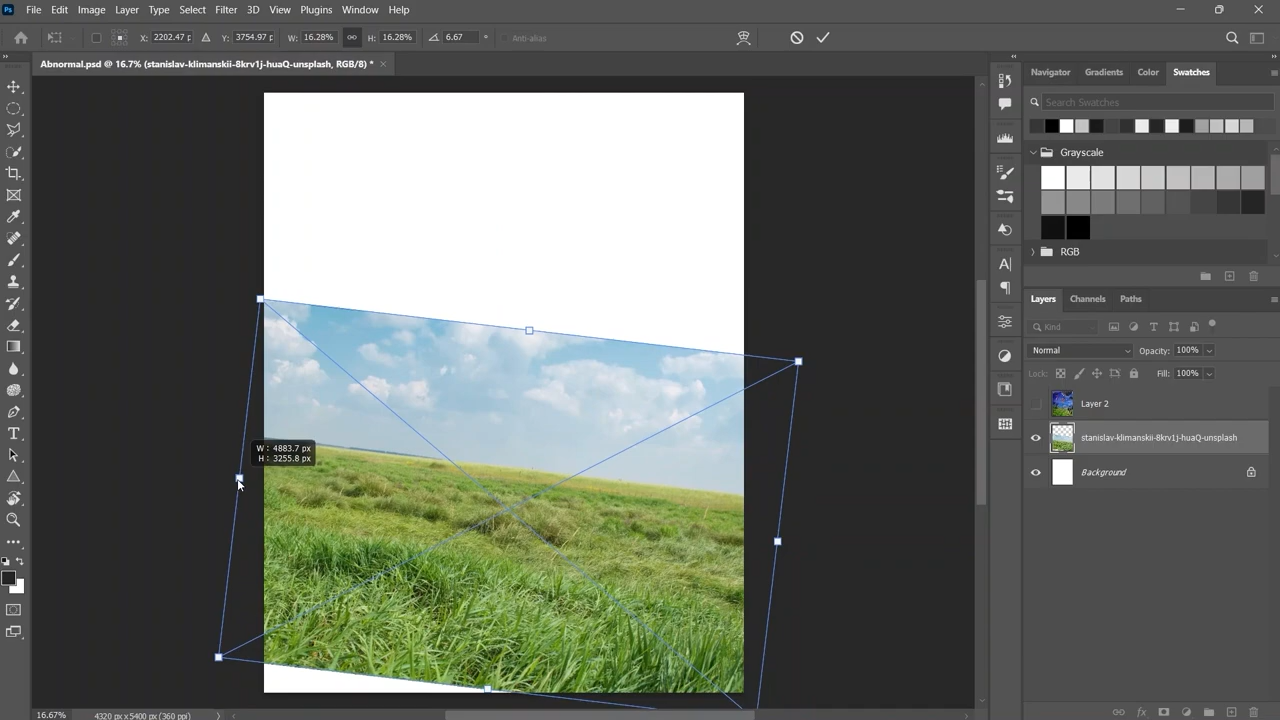 Ps File Edit Image Layer Type Select Filter 3D View Plugins Window Help
X: 2202.47 p Y: 3754.97 p W: 16.28% H: 16.28% 6.67 ° Anti-alias
Abnormal.psd @ 16.7% (stanislav-klimanskii-8krv1j-huaQ-unsplash, RGB/8) *
Navigator Gradients Color Swatches
Search Swatches
Grayscale
RGB
Layers Channels Paths
Kind
Normal Opacity: 100%
Lock: Fill: 100%
Layer 2
stanislav-klimanskii-8krv1j-huaQ-unsplash
Background
W: 4883.7 px
H: 3255.8 px
16.67% 4320 px x 5400 px (360 ppi)